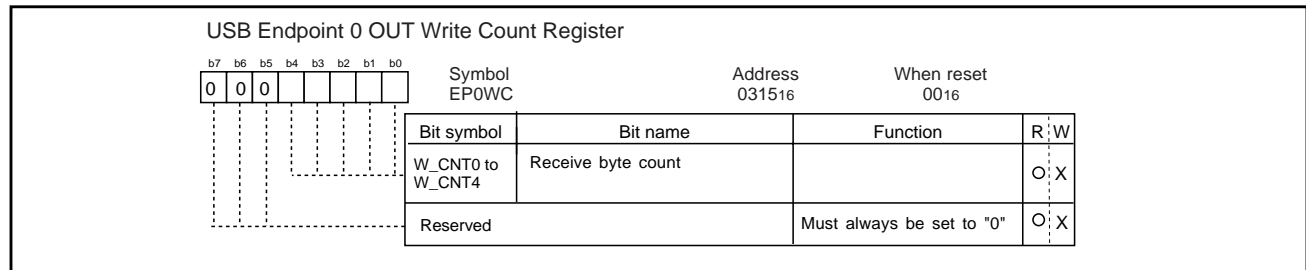 USB Endpoint 0 OUT Write Count Register
b7 b6 b5 b4 b3 b2 b1 b0
Symbol Address When reset
0 0 0
EP0WC 031516 0016
Bit symbol Bit name Function R W
W_CNT0 to Receive byte count O X
W_CNT4
Reserved Must always be set to "0" O X